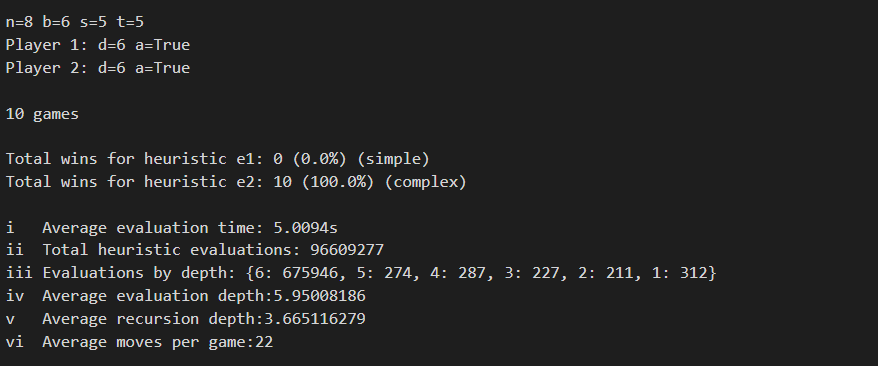 n=8 b=6 s=5 t=5
Player 1: d=6 a=True
Player 2: d=6 a=True
10 games
Total wins for heuristic e1: 0 (0.0%) (simple)
Total wins for heuristic e2: 10 (100.0%) (complex)
i Average evaluation time: 5.0094s
ii Total heuristic evaluations: 96609277
iii Evaluations by depth: {6: 675946, 5: 274, 4: 287, 3: 227, 2: 211, 1: 312}
iv Average evaluation depth:5.95008186
v Average recursion depth:3.665116279
vi Average moves per game:22